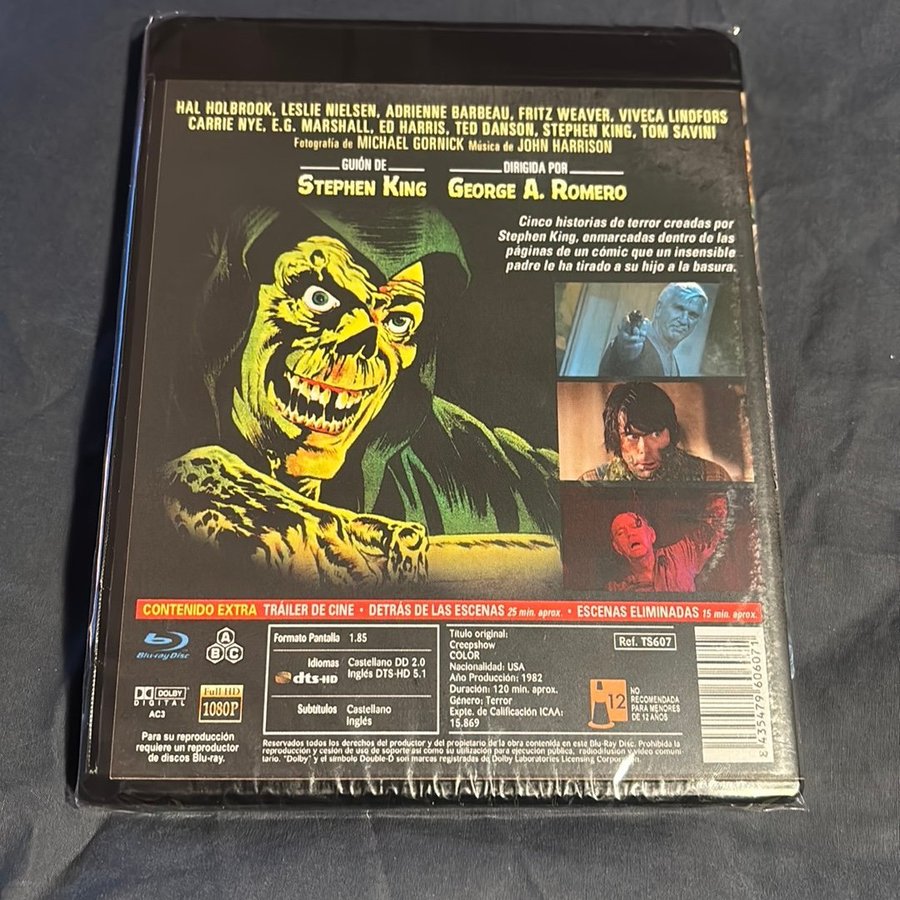 HAL HOLBROOK, LESLIE NIELSEN, ADRIENNE BARBEAU, FRITZ WEAVER, VIVECA LINDFORS
CARRIE NYE, E.G. MARSHALL, ED HARRIS, TED DANSON, STEPHEN KING, TOM SAVINI
Fotografía de MICHAEL GORNICK Música de JOHN HARRISON
GUIÓN DE
STEPHEN KING
DIRIGIDA POR
GEORGE A. ROMERO
Cinco historias de terror creadas por
Stephen King, enmarcadas dentro de las
páginas de un cómic que un insensible
padre le ha tirado a su hijo a la basura.
CONTENIDO EXTRA TRÁILER DE CINE · DETRÁS DE LAS ESCENAS 25 min. aprox. · ESCENAS ELIMINADAS 15 min. aprox.
Blu-ray Disc
A
B C
DOLBY
DIGITAL
AC3
Full HD
1080P
Para su reproducción
requiere un reproductor
de discos Blu-ray.
Formato Pantalla 1.85
Idiomas Castellano DD 2.0
dts-HD Inglés DTS-HD 5.1
Subtítulos Castellano
Inglés
Título original:
Creepshow
COLOR
Nacionalidad: USA
Año Producción: 1982
Duración: 120 min. aprox.
Género: Terror
Expte. de Calificación ICAA:
15.869
Ref. TS607
12
NO
RECOMENDADA
PARA MENORES
DE 12 AÑOS
8 435479 606071
Reservados todos los derechos del productor y del propietario de la obra contenida en este Blu-Ray Disc. Prohibida la
reproducción y cesión de uso de soporte así como su utilización para ejecución pública, radiodifusión y video comuni-
tario. "Dolby" y el símbolo Double-D son marcas registradas de Dolby Laboratories Licensing Corporation.